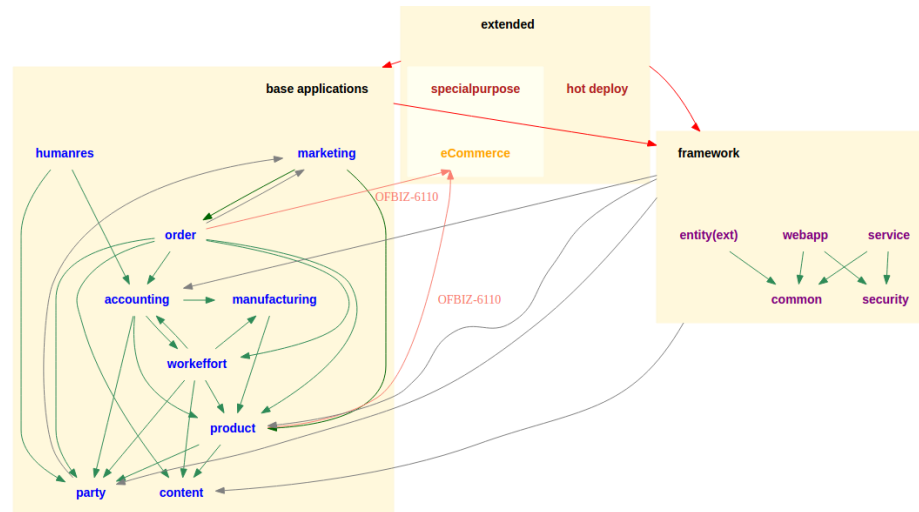 extended
base applications
specialpurpose
hot deploy
humanres
marketing
eCommerce
framework
OFBIZ-6110
order
entity(ext)
webapp
service
accounting
manufacturing
OFBIZ-6110
common
security
workeffort
product
party
content